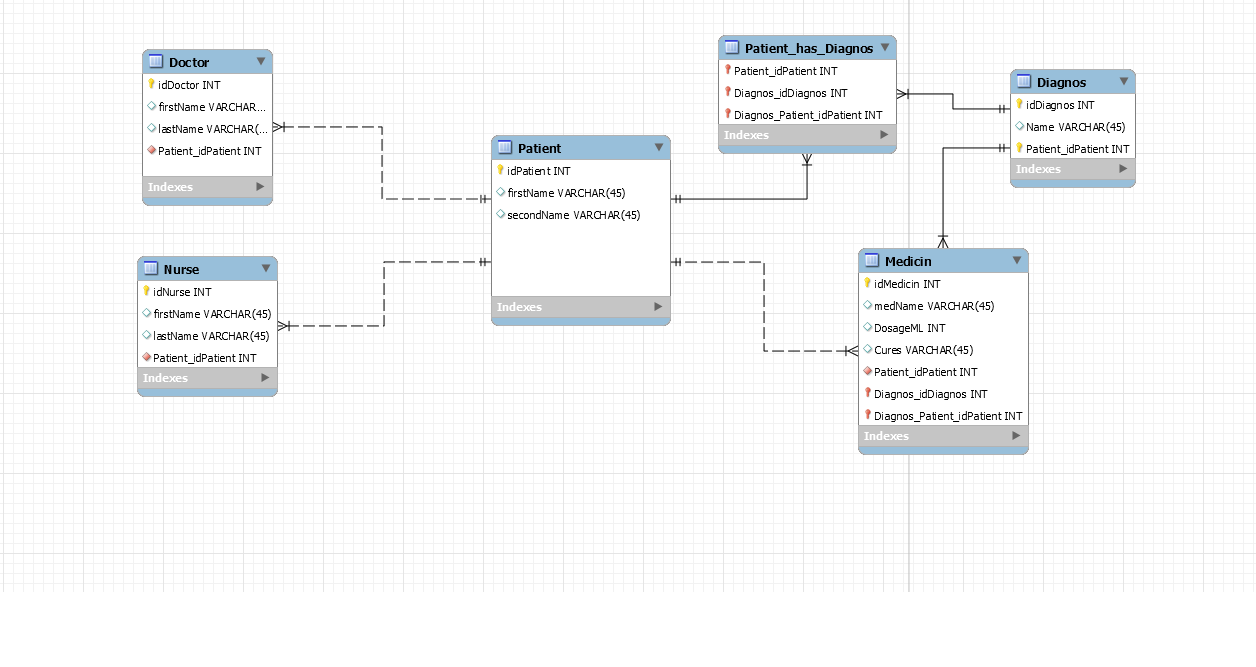 Doctor
idDoctor INT
firstName VARCHAR...
lastName VARCHAR(...
Patient_idPatient INT
Indexes
Nurse
idNurse INT
firstName VARCHAR(45)
lastName VARCHAR(45)
Patient_idPatient INT
Indexes
Patient
idPatient INT
firstName VARCHAR(45)
secondName VARCHAR(45)
Indexes
Patient_has_Diagnos
Patient_idPatient INT
Diagnos_idDiagnos INT
Diagnos_Patient_idPatient INT
Indexes
Diagnos
idDiagnos INT
Name VARCHAR(45)
Patient_idPatient INT
Indexes
Medicin
idMedicin INT
medName VARCHAR(45)
DosageML INT
Cures VARCHAR(45)
Patient_idPatient INT
Diagnos_idDiagnos INT
Diagnos_Patient_idPatient INT
Indexes